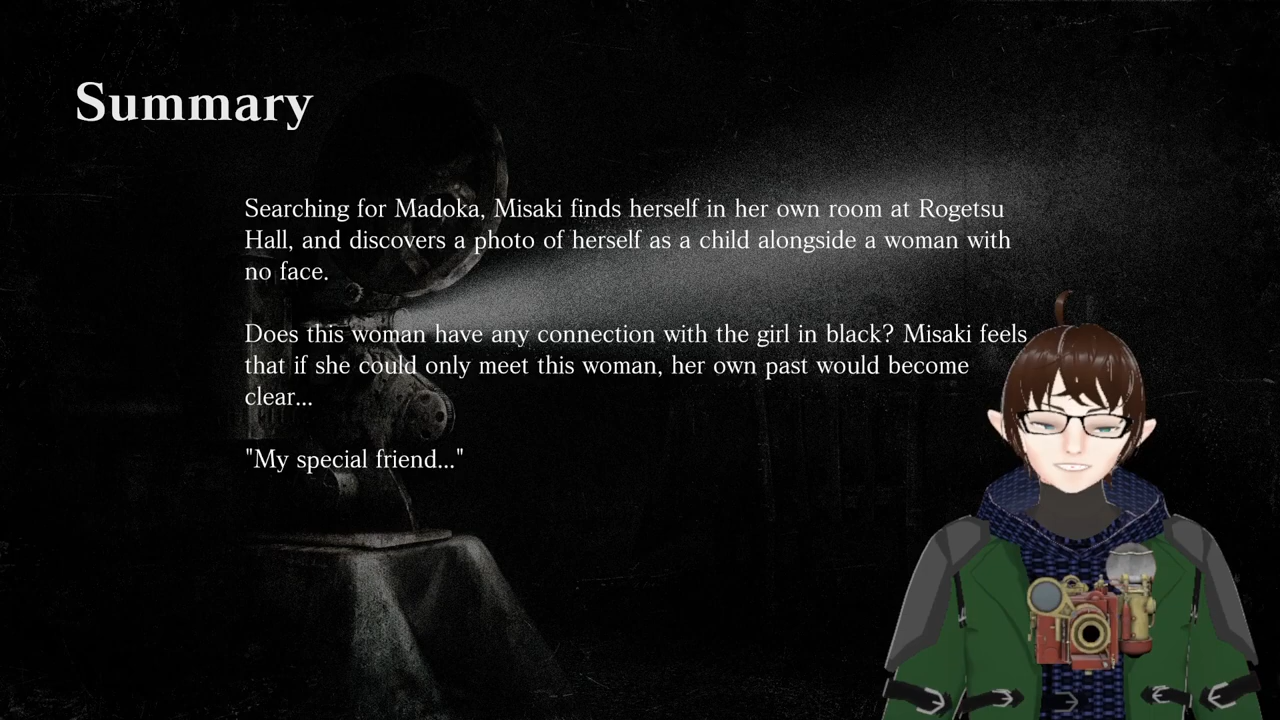 Summary
Searching for Madoka, Misaki finds herself in her own room at Rogetsu
Hall, and discovers a photo of herself as a child alongside a woman with
no face.
Does this woman have any connection with the girl in black? Misaki feels
that if she could only meet this woman, her own past would become
clear...
"My special friend..."